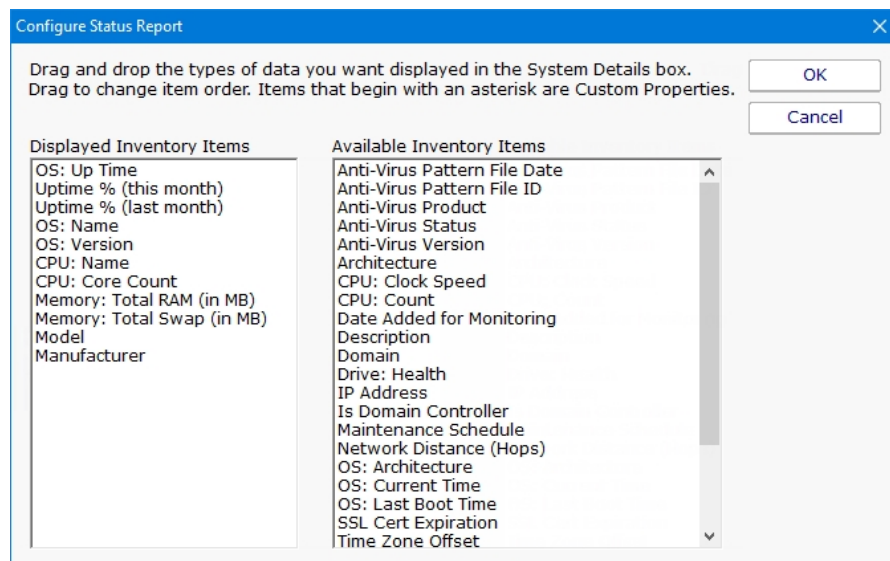 Configure Status Report
Drag and drop the types of data you want displayed in the System Details box.
Drag to change item order. Items that begin with an asterisk are Custom Properties.
OK
Cancel
Displayed Inventory Items
OS: Up Time
Uptime % (this month)
Uptime % (last month)
OS: Name
OS: Version
CPU: Name
CPU: Core Count
Memory: Total RAM (in MB)
Memory: Total Swap (in MB)
Model
Manufacturer
Available Inventory Items
Anti-Virus Pattern File Date
Anti-Virus Pattern File ID
Anti-Virus Product
Anti-Virus Status
Anti-Virus Version
Architecture
CPU: Clock Speed
CPU: Count
Date Added for Monitoring
Description
Domain
Drive: Health
IP Address
Is Domain Controller
Maintenance Schedule
Network Distance (Hops)
OS: Architecture
OS: Current Time
OS: Last Boot Time
SSL Cert Expiration
Time Zone Offset